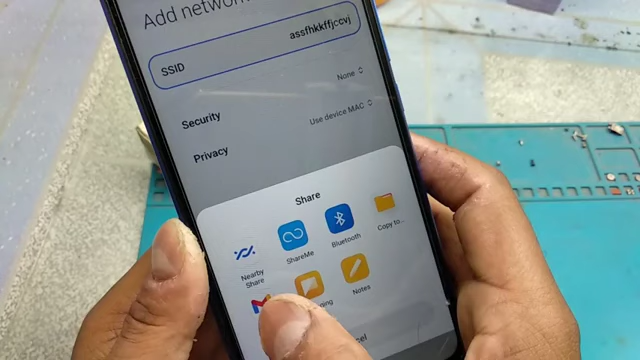 Add network
assfhkkffjccvj
SSID
None
Security
Use device MAC
Privacy
Share
Nearby
Share
ShareMe
Bluetooth
Copy to...
Notes